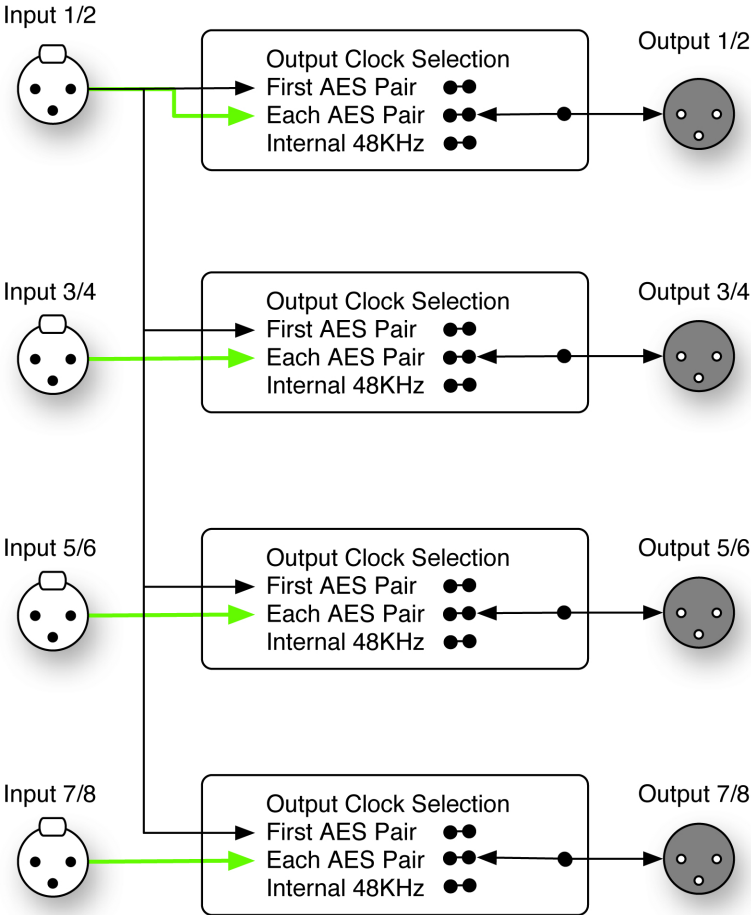 Input 1/2
Output Clock Selection
First AES Pair
Each AES Pair
Internal 48KHz
Output 1/2
Input 3/4
Output Clock Selection
First AES Pair
Each AES Pair
Internal 48KHz
Output 3/4
Input 5/6
Output Clock Selection
First AES Pair
Each AES Pair
Internal 48KHz
Output 5/6
Input 7/8
Output Clock Selection
First AES Pair
Each AES Pair
Internal 48KHz
Output 7/8